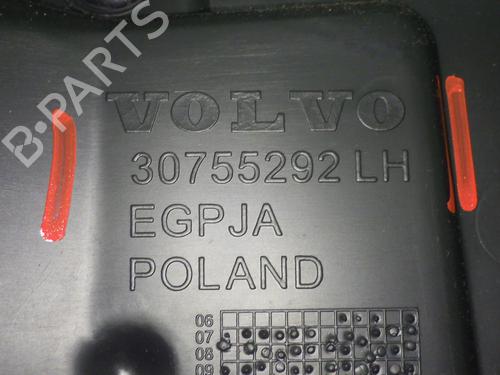 B-PARTS
VOLVO
30755292 LH
EGPJA
POLAND
06
07
08
09